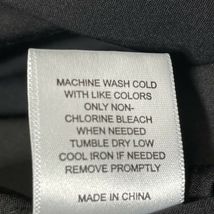 MACHINE WASH COLD
WITH LIKE COLORS
ONLY NON-
CHLORINE BLEACH
WHEN NEEDED
TUMBLE DRY LOW
COOL IRON IF NEEDED
REMOVE PROMPTLY
MADE IN CHINA